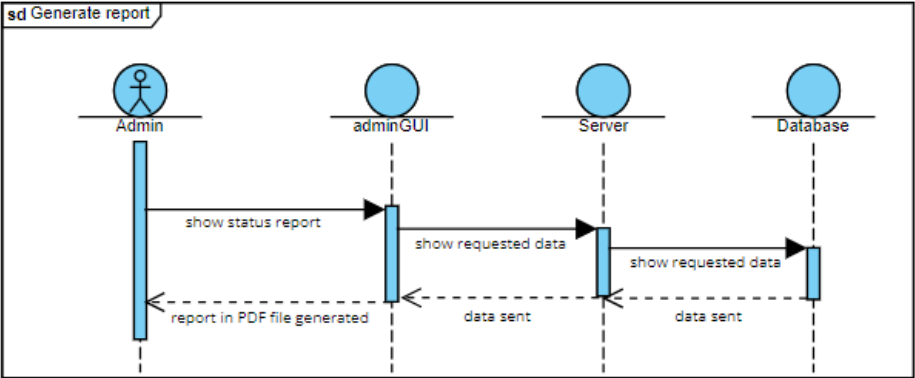 sd Generate report
Admin
adminGUI
Server
Database
show status report
show requested data
show requested data
report in PDF file generated
data sent
data sent